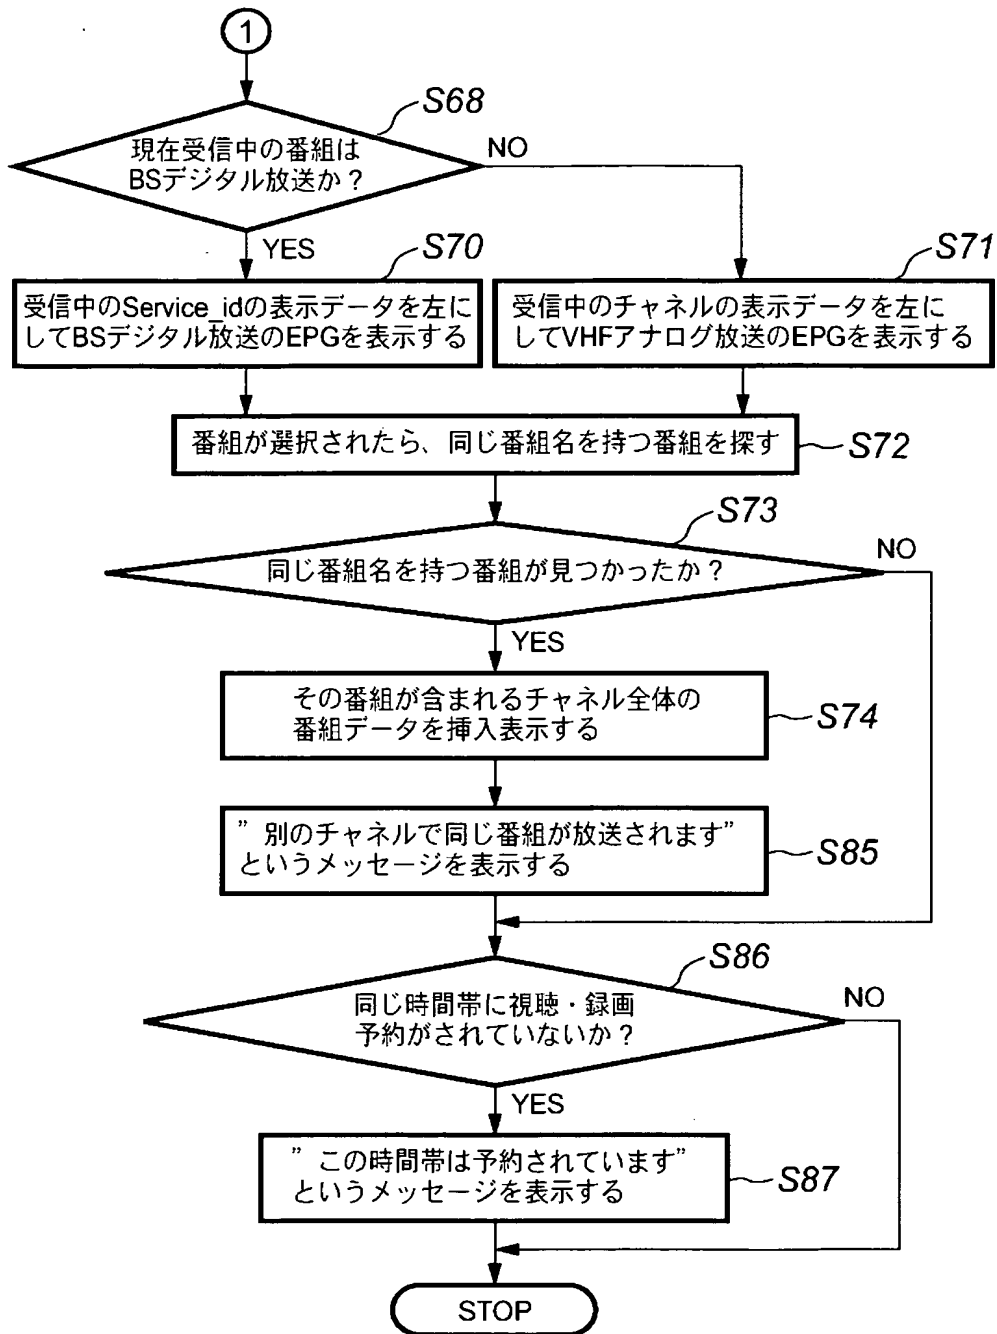 1
S68
現在受信中の番組は
BSデジタル放送か？
NO
YES
S70
S71
受信中のService_idの表示データを左に
してBSデジタル放送のEPGを表示する
受信中のチャネルの表示データを左に
してVHFアナログ放送のEPGを表示する
番組が選択されたら、同じ番組名を持つ番組を探す
S72
S73
同じ番組名を持つ番組が見つかったか？
NO
YES
その番組が含まれるチャネル全体の
番組データを挿入表示する
S74
”別のチャネルで同じ番組が放送されます”
というメッセージを表示する
S85
S86
同じ時間帯に視聴・録画
予約がされていないか？
NO
YES
”この時間帯は予約されています”
というメッセージを表示する
S87
STOP